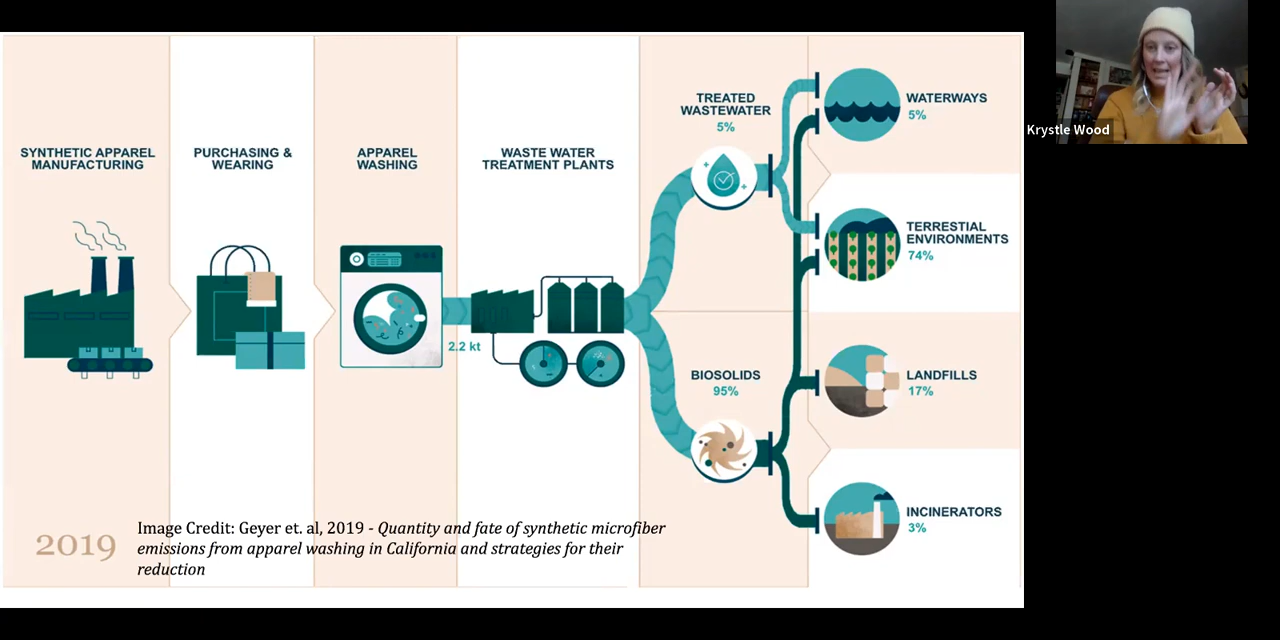 SYNTHETIC APPAREL
MANUFACTURING
PURCHASING &
WEARING
APPAREL
WASHING
WASTE WATER
TREATMENT PLANTS
2.2 kt
TREATED
WASTEWATER
5%
BIOSOLIDS
95%
WATERWAYS
5%
TERRESTIAL
ENVIRONMENTS
74%
LANDFILLS
17%
INCINERATORS
3%
2019
Image Credit: Geyer et. al, 2019 - Quantity and fate of synthetic microfiber
emissions from apparel washing in California and strategies for their
reduction
Krystle Wood